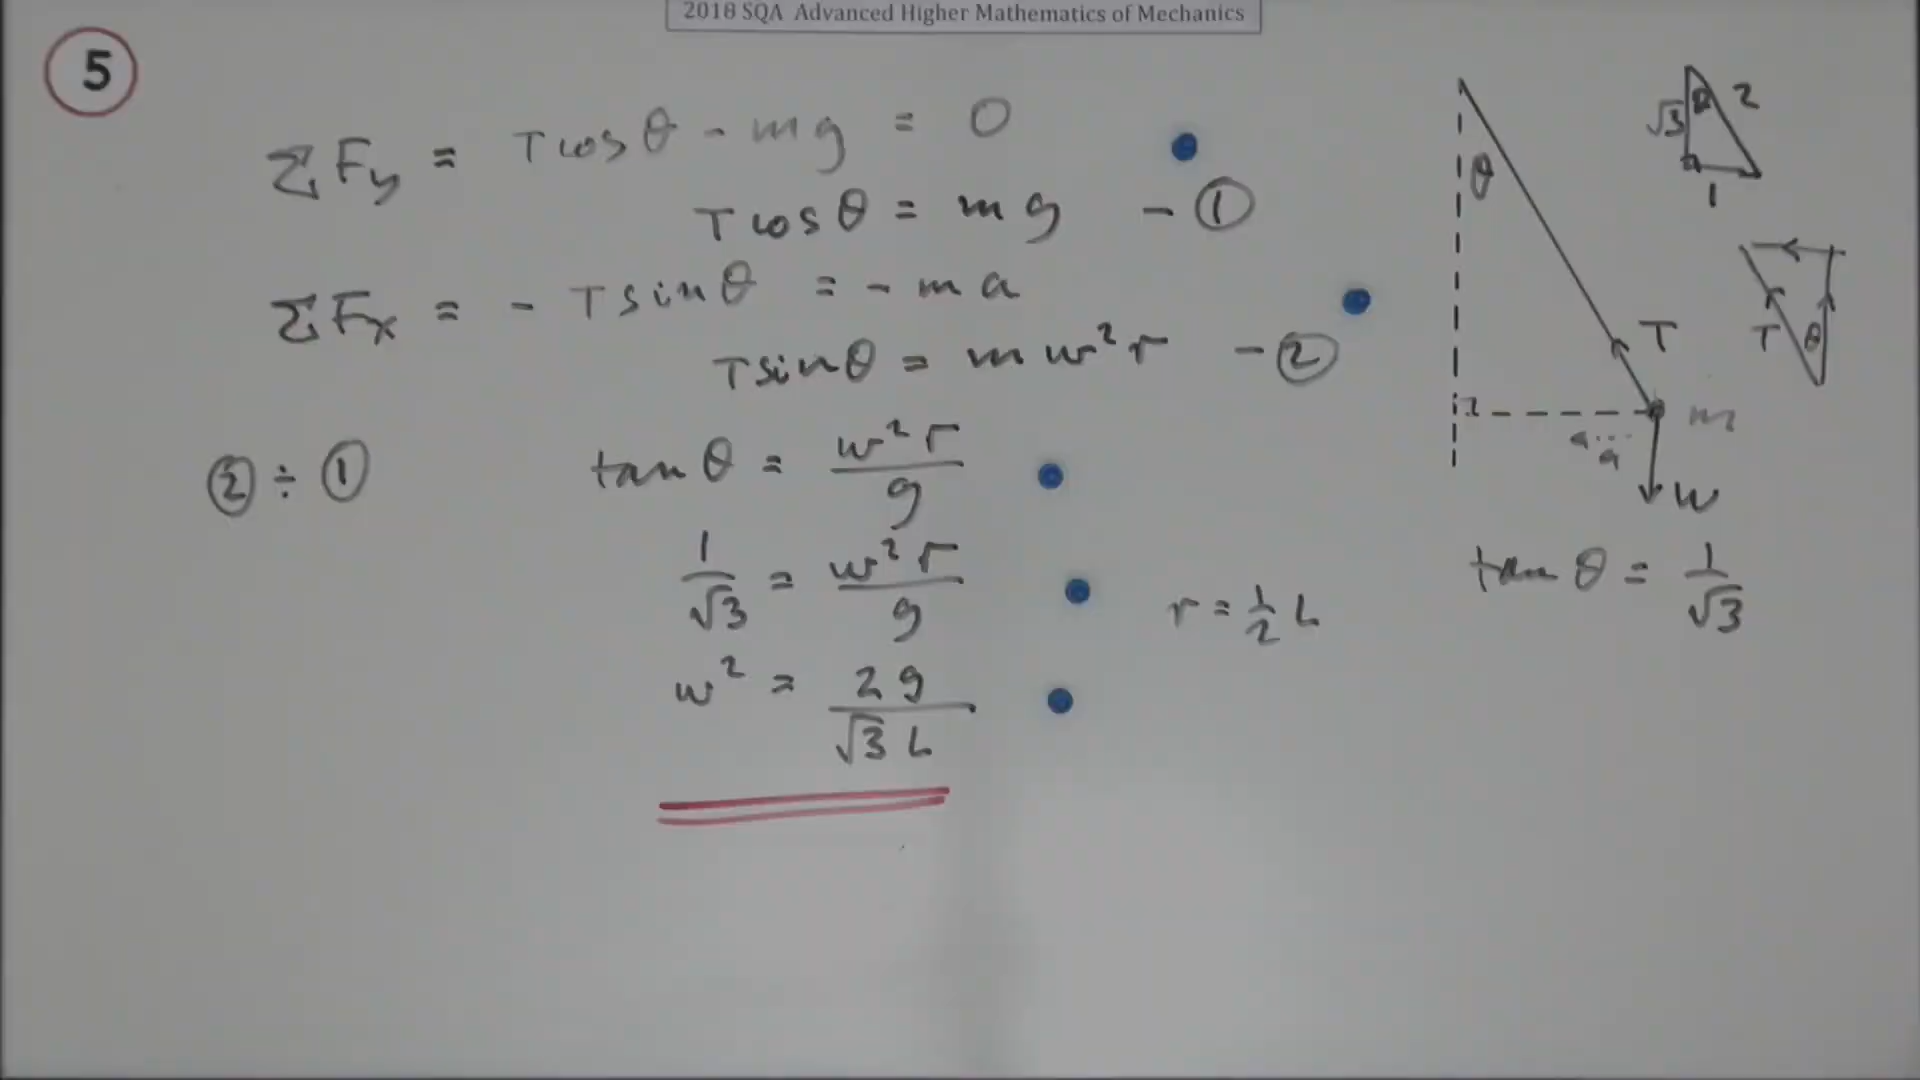 2018 SQA Advanced Higher Mathematics of Mechanics
5
ΣFy = Tcosθ - mg = 0
Tcosθ = mg - ①
ΣFx = - Tsinθ = - ma
Tsinθ = mw²r - ②
② ÷ ① tanθ = w²r/g
1/√3 = w²r/g
r = ½ L
w² = 2g/√3 L
θ
T
m
a
W
√3
2
1
T
θ
tanθ = 1/√3